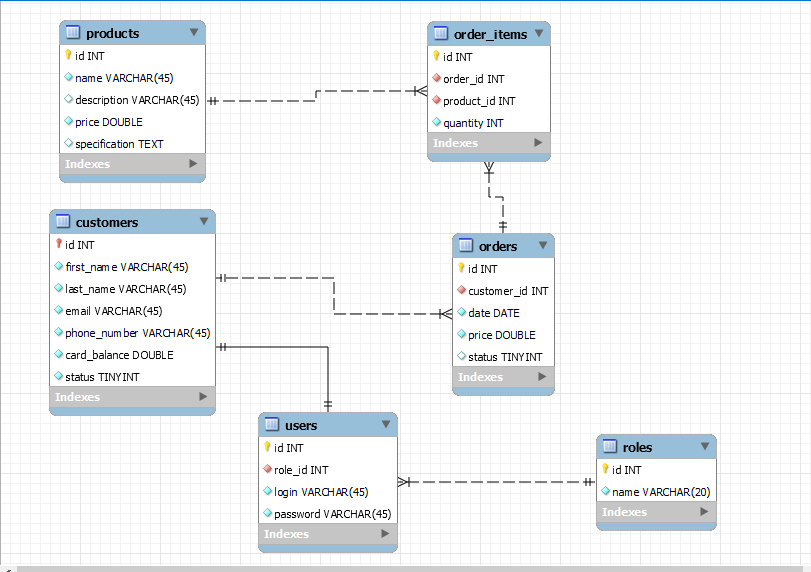 products
id INT
name VARCHAR(45)
description VARCHAR(45)
price DOUBLE
specification TEXT
Indexes
order_items
id INT
order_id INT
product_id INT
quantity INT
Indexes
customers
id INT
first_name VARCHAR(45)
last_name VARCHAR(45)
email VARCHAR(45)
phone_number VARCHAR(45)
card_balance DOUBLE
status TINYINT
Indexes
orders
id INT
customer_id INT
date DATE
price DOUBLE
status TINYINT
Indexes
users
id INT
role_id INT
login VARCHAR(45)
password VARCHAR(45)
Indexes
roles
id INT
name VARCHAR(20)
Indexes